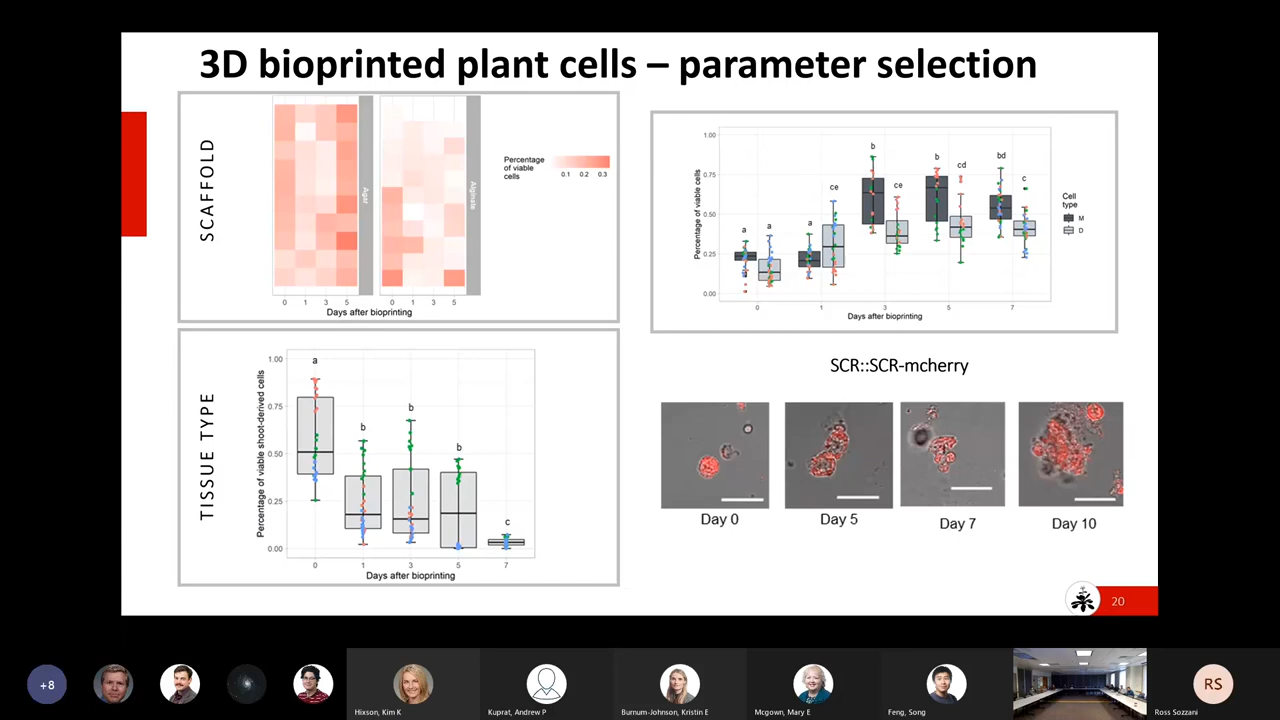 3D bioprinted plant cells – parameter selection
SCAFFOLD
Agar
Alginate
0 1 3 5
0 1 3 5
Days after bioprinting
Percentage
of viable
cells
0.1 0.2 0.3
TISSUE TYPE
Percentage of viable shoot-derived cells
1.00
0.75
0.50
0.25
0.00
a
b
b
b
c
0 1 3 5 7
Days after bioprinting
Percentage of viable cells
1.00
0.75
0.50
0.25
0.00
a
a
a
ce
b
ce
b
cd
bd
c
0 1 3 5 7
Days after bioprinting
Cell
type
M
D
SCR::SCR-mcherry
Day 0
Day 5
Day 7
Day 10
20
+8
Hixson, Kim K
Kuprat, Andrew P
Burnum-Johnson, Kristin E
Mcgown, Mary E
Feng, Song
RS
Ross Sozzani